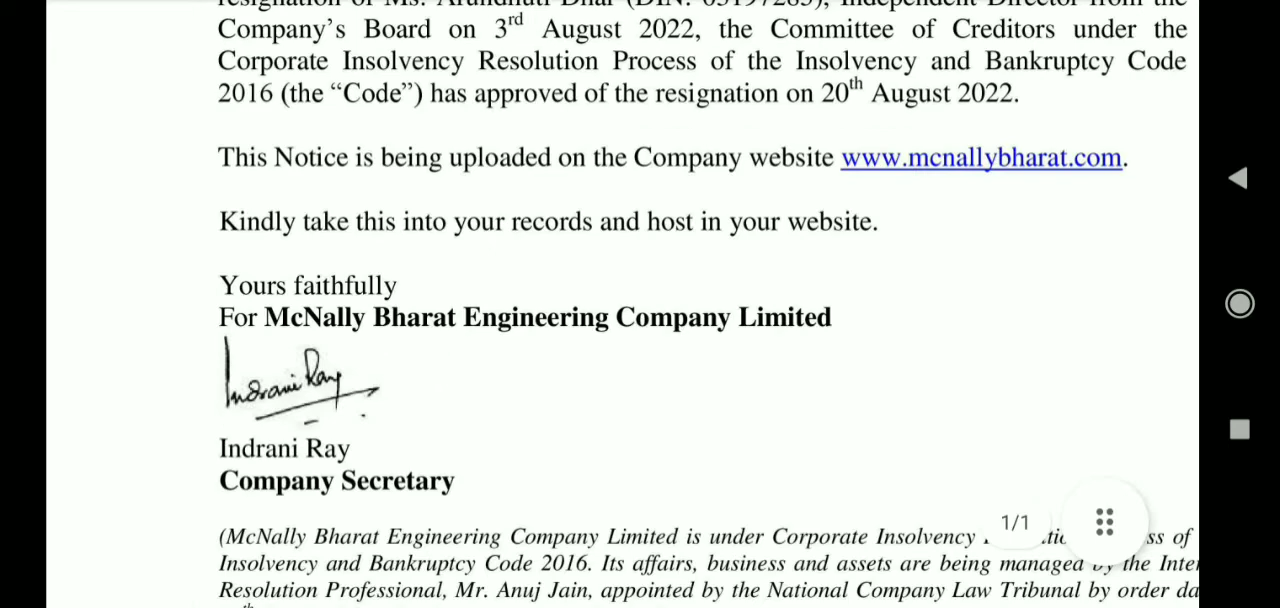 Company’s Board on 3rd August 2022, the Committee of Creditors under the
Corporate Insolvency Resolution Process of the Insolvency and Bankruptcy Code
2016 (the “Code”) has approved of the resignation on 20th August 2022.
This Notice is being uploaded on the Company website www.mcnallybharat.com.
Kindly take this into your records and host in your website.
Yours faithfully
For McNally Bharat Engineering Company Limited
Indrani Ray
Indrani Ray
Company Secretary
1/1
(McNally Bharat Engineering Company Limited is under Corporate Insolvency of
Insolvency and Bankruptcy Code 2016. Its affairs, business and assets are being managed by the
Resolution Professional, Mr. Anuj Jain, appointed by the National Company Law Tribunal by order